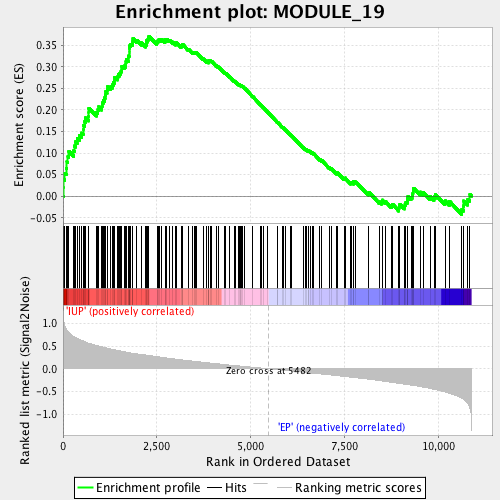 Enrichment plot: MODULE_19
Enrichment score (ES)
0.35
0.30
0.25
0.20
0.15
0.10
0.05
0.00
-0.05
'IUP' (positively correlated)
Ranked list metric (Signal2Noise)
1.0
0.5
0.0
-0.5
-1.0
Zero cross at 5482
'EP' (negatively correlated)
0
2,500
5,000
7,500
10,000
Rank in Ordered Dataset
Enrichment profile
Hits
Ranking metric scores